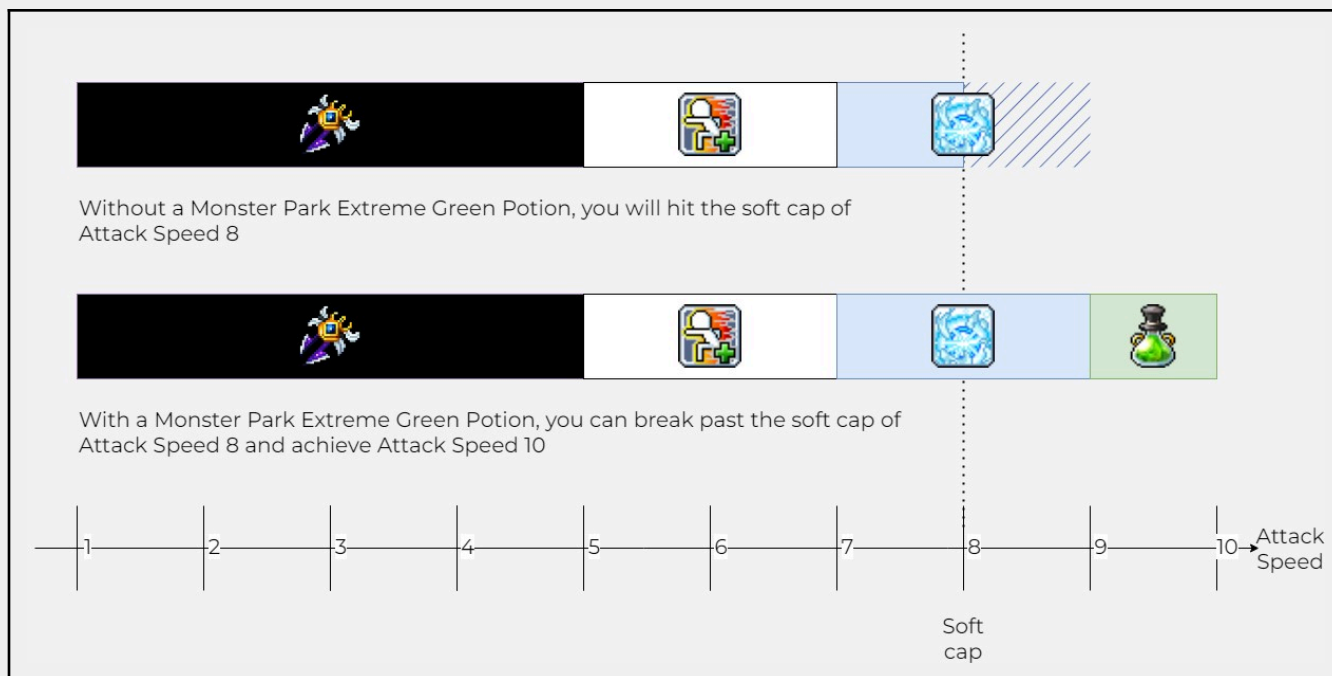 Without a Monster Park Extreme Green Potion, you will hit the soft cap of
Attack Speed 8
With a Monster Park Extreme Green Potion, you can break past the soft cap of
Attack Speed 8 and achieve Attack Speed 10
1 2 3 4 5 6 7 8 9 10
Attack
Speed
Soft
cap